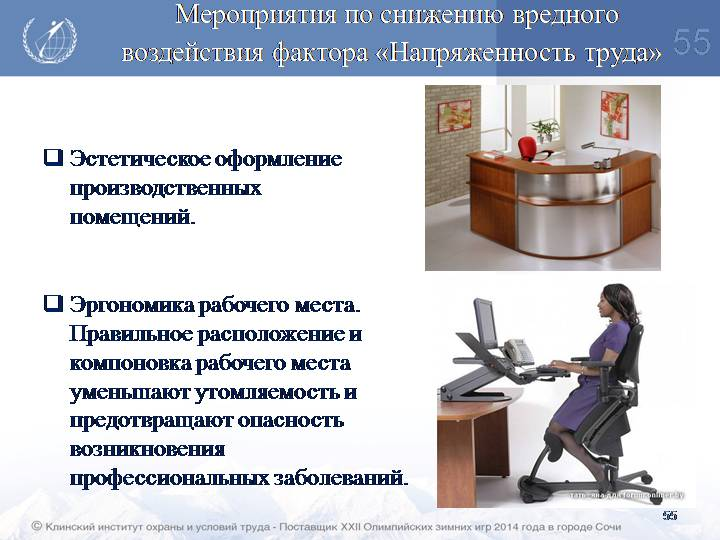 Мероприятия по снижению вредного
воздействия фактора «Напряженность труда»
55
❑ Эстетическое оформление
производственных
помещений.
❑ Эргономика рабочего места.
Правильное расположение и
компоновка рабочего места
уменьшают утомляемость и
предотвращают опасность
возникновения
профессиональных заболеваний.
55
© Клинский институт охраны и условий труда - Поставщик XXII Олимпийских зимних игр 2014 года в городе Сочи